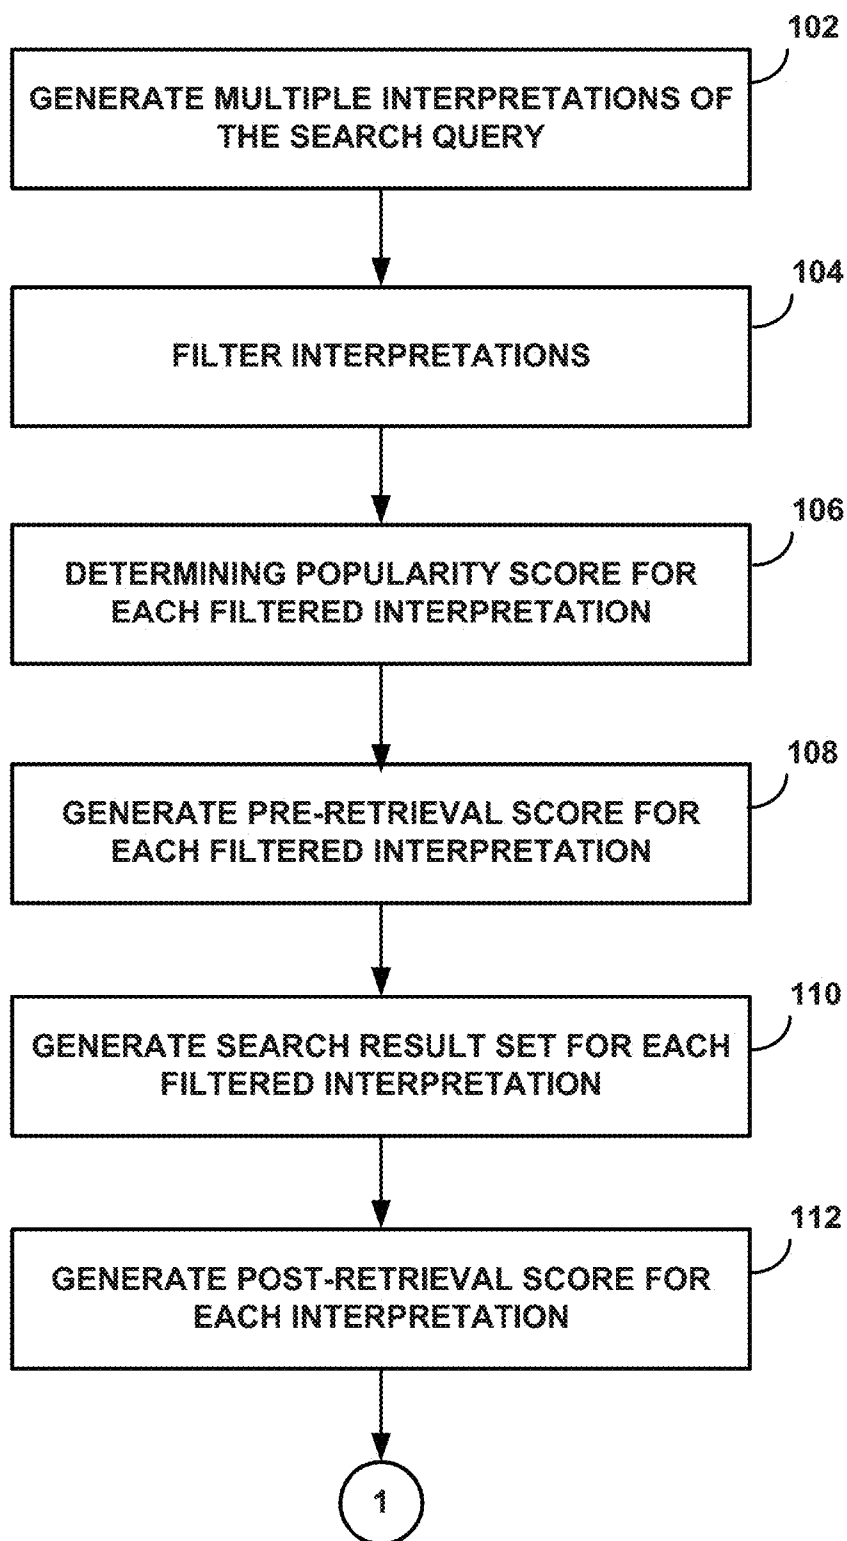 102
GENERATE MULTIPLE INTERPRETATIONS OF
THE SEARCH QUERY
104
FILTER INTERPRETATIONS
106
DETERMINING POPULARITY SCORE FOR
EACH FILTERED INTERPRETATION
108
GENERATE PRE-RETRIEVAL SCORE FOR
EACH FILTERED INTERPRETATION
110
GENERATE SEARCH RESULT SET FOR EACH
FILTERED INTERPRETATION
112
GENERATE POST-RETRIEVAL SCORE FOR
EACH INTERPRETATION
1